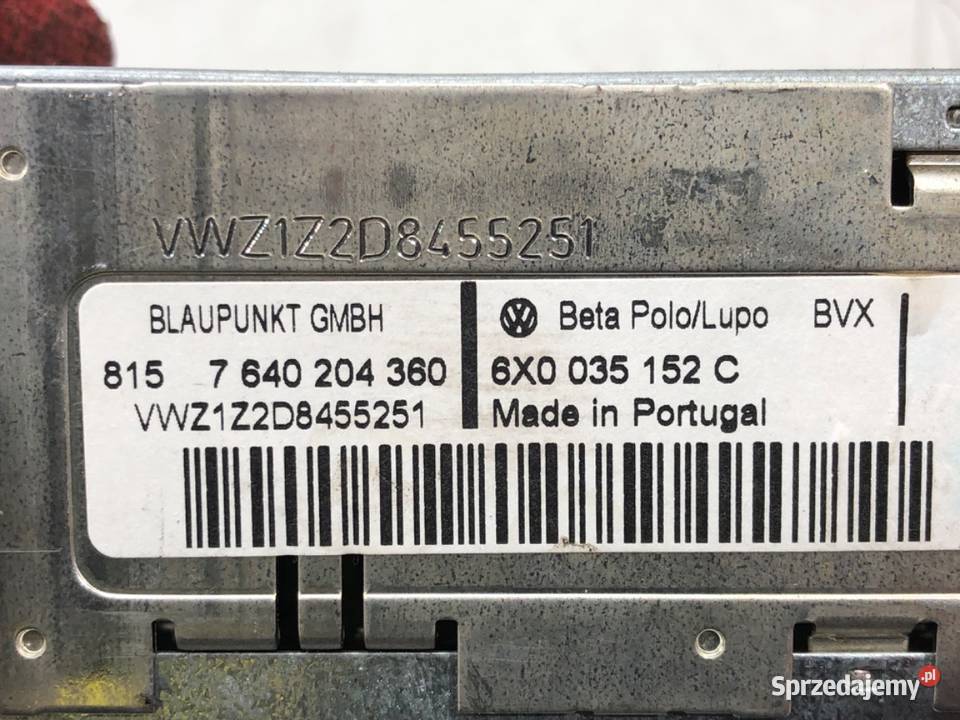 VWZ1Z2D8455251
BLAUPUNKT GMBH
815 7 640 204 360
VWZ1Z2D8455251
Beta Polo/Lupo BVX
6X0 035 152 C
Made in Portugal
Sprzedajemy.pl